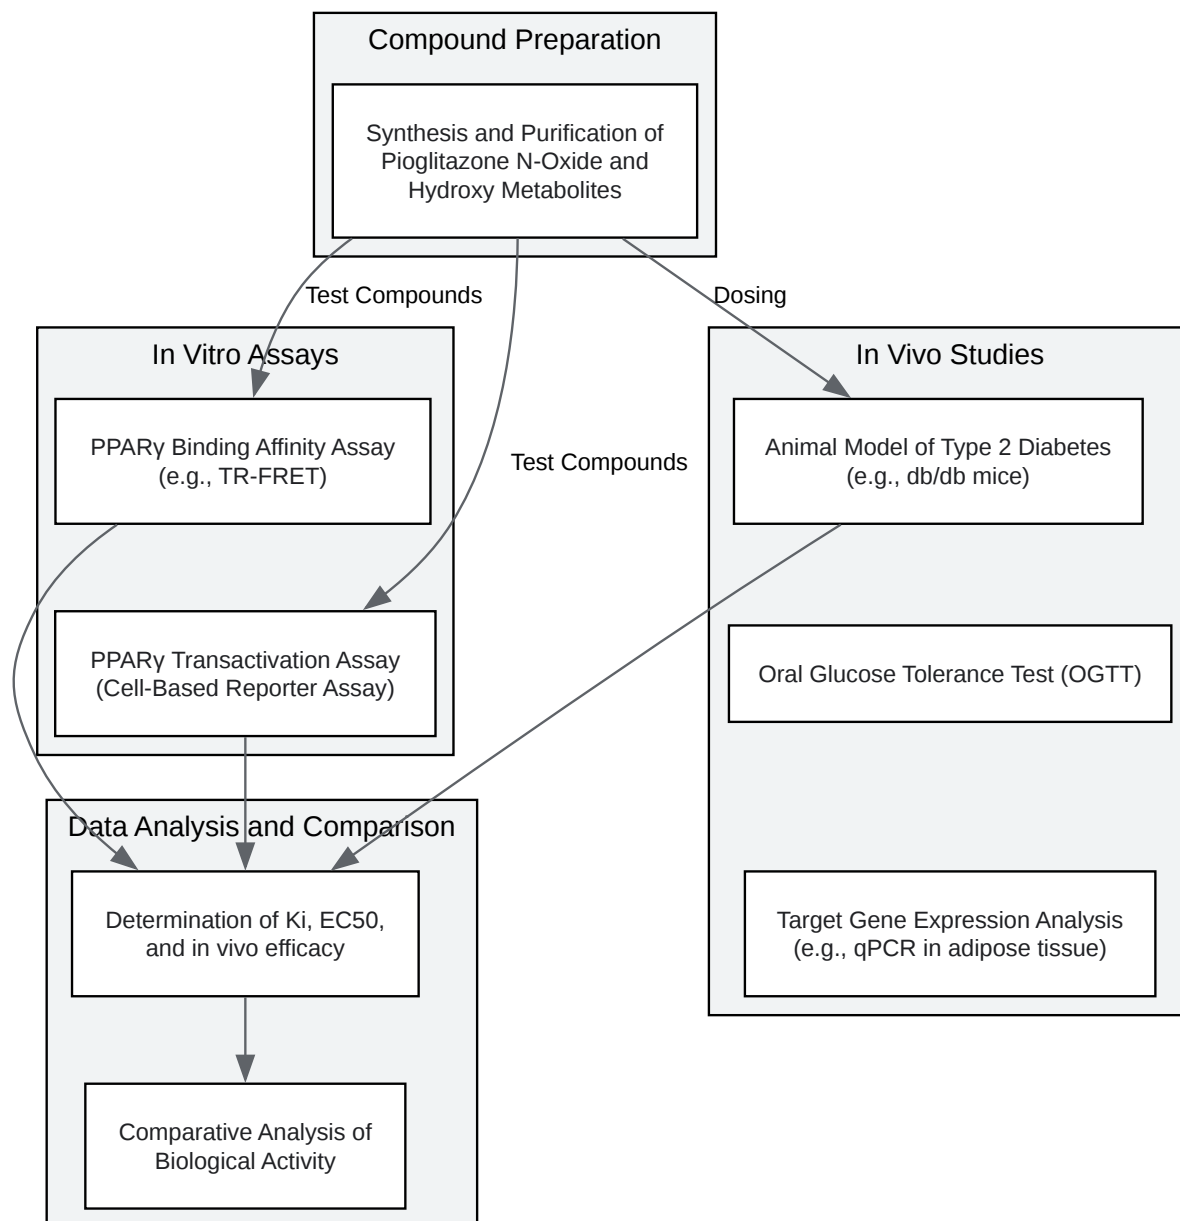 Compound Preparation
Synthesis and Purification of
Pioglitazone N-Oxide and
Hydroxy Metabolites
Test Compounds
Dosing
In Vitro Assays
PPARγ Binding Affinity Assay
(e.g., TR-FRET)
Test Compounds
PPARγ Transactivation Assay
(Cell-Based Reporter Assay)
In Vivo Studies
Animal Model of Type 2 Diabetes
(e.g., db/db mice)
Oral Glucose Tolerance Test (OGTT)
Target Gene Expression Analysis
(e.g., qPCR in adipose tissue)
Data Analysis and Comparison
Determination of Ki, EC50,
and in vivo efficacy
Comparative Analysis of
Biological Activity